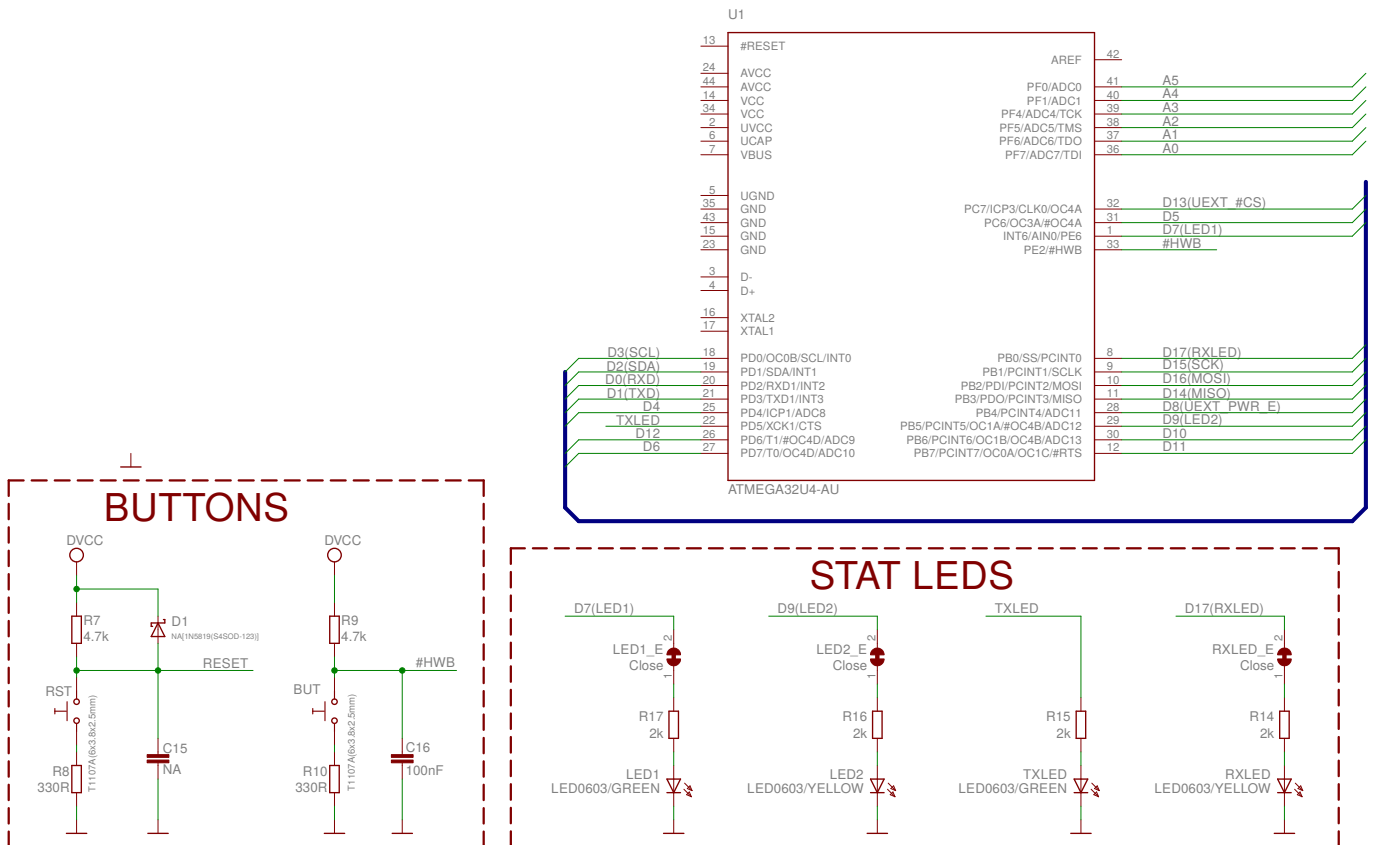 U1
13 #RESET
24 AVCC
44 AVCC
14 VCC
34 VCC
2 UVCC
6 UCAP
7 VBUS
5 UGND
35 GND
43 GND
15 GND
23 GND
3 D-
4 D+
16 XTAL2
17 XTAL1
D3(SCL) 18 PD0/OC0B/SCL/INT0
D2(SDA) 19 PD1/SDA/INT1
D0(RXD) 20 PD2/RXD1/INT2
D1(TXD) 21 PD3/TXD1/INT3
D4 25 PD4/ICP1/ADC8
TXLED 22 PD5/XCK1/CTS
D12 26 PD6/T1/#OC4D/ADC9
D6 27 PD7/T0/OC4D/ADC10
AREF 42
PF0/ADC0 41 A5
PF1/ADC1 40 A4
PF4/ADC4/TCK 39 A3
PF5/ADC5/TMS 38 A2
PF6/ADC6/TDO 37 A1
PF7/ADC7/TDI 36 A0
PC7/ICP3/CLK0/OC4A 32 D13(UEXT_#CS)
PC6/OC3A/#OC4A 31 D5
INT6/AIN0/PE6 1 D7(LED1)
PE2/#HWB 33 #HWB
PB0/SS/PCINT0 8 D17(RXLED)
PB1/PCINT1/SCLK 9 D15(SCK)
PB2/PDI/PCINT2/MOSI 10 D16(MOSI)
PB3/PDO/PCINT3/MISO 11 D14(MISO)
PB4/PCINT4/ADC11 28 D8(UEXT_PWR_E)
PB5/PCINT5/OC1A/#OC4B/ADC12 29 D9(LED2)
PB6/PCINT6/OC1B/OC4B/ADC13 30 D10
PB7/PCINT7/OC0A/OC1C/#RTS 12 D11
ATMEGA32U4-AU
BUTTONS
DVCC
R7
4.7k
D1
NA[1N5819(S4SOD-123)]
RESET
RST
T1107A(6x3.8x2.5mm)
R8
330R
C15
NA
DVCC
R9
4.7k
#HWB
BUT
T1107A(6x3.8x2.5mm)
R10
330R
C16
100nF
STAT LEDS
D7(LED1)
2
LED1_E
Close
1
R17
2k
LED1
LED0603/GREEN
D9(LED2)
2
LED2_E
Close
1
R16
2k
LED2
LED0603/YELLOW
TXLED
R15
2k
TXLED
LED0603/GREEN
D17(RXLED)
2
RXLED_E
Close
1
R14
2k
RXLED
LED0603/YELLOW